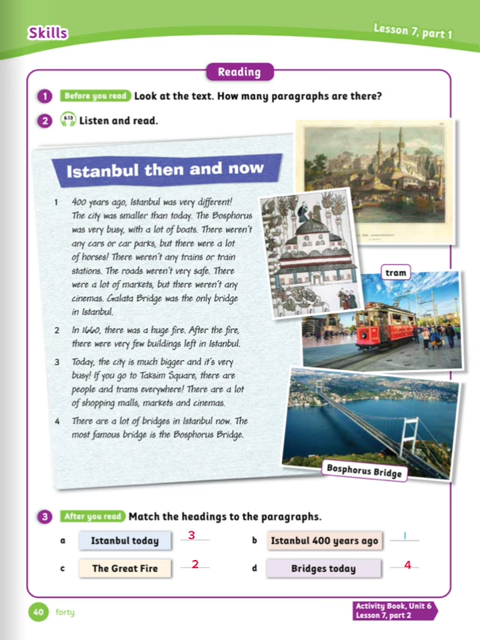 Skills
Lesson 7, part 1
Reading
1 Before you read Look at the text. How many paragraphs are there?
2 6.13 Listen and read.
Istanbul then and now
1 400 years ago, Istanbul was very different!
The city was smaller than today. The Bosphorus
was very busy, with a lot of boats. There weren't
any cars or car parks, but there were a lot
of horses! There weren't any trains or train
stations. The roads weren't very safe. There
were a lot of markets, but there weren't any
cinemas. Galata Bridge was the only bridge
in Istanbul.
2 In 1660, there was a huge fire. After the fire,
there were very few buildings left in Istanbul.
3 Today, the city is much bigger and it's very
busy! If you go to Taksim Square, there are
people and trams everywhere! There are a lot
of shopping malls, markets and cinemas.
4 There are a lot of bridges in Istanbul now. The
most famous bridge is the Bosphorus Bridge.
tram
Bosphorus Bridge
3 After you read Match the headings to the paragraphs.
a Istanbul today 3 b Istanbul 400 years ago 1
c The Great Fire 2 d Bridges today 4
40 forty
Activity Book, Unit 6
Lesson 7, part 2